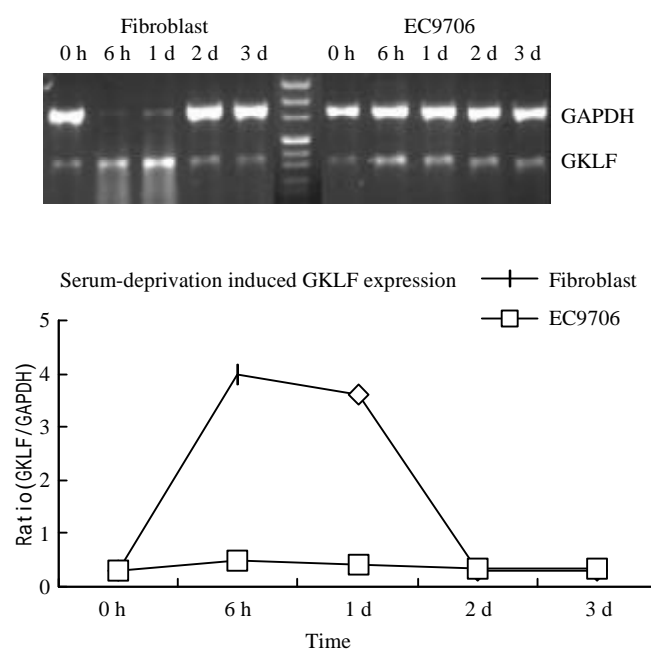 Fibroblast EC9706
0 h 6 h 1 d 2 d 3 d 0 h 6 h 1 d 2 d 3 d
GAPDH
GKLF
Serum-deprivation induced GKLF expression
Fibroblast
EC9706
Ratio(GKLF/GAPDH)
5
4
3
2
1
0
0 h 6 h 1 d 2 d 3 d
Time